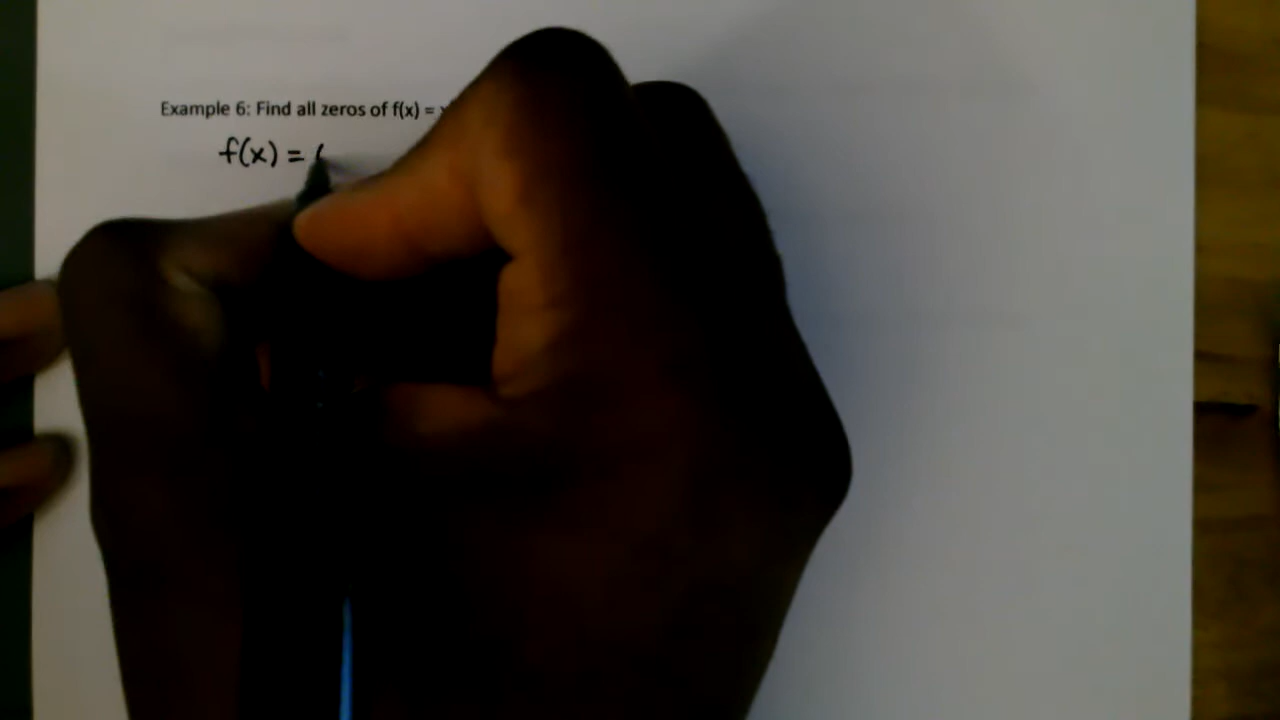 Example 6: Find all zeros of f(x) =
f(x) = (